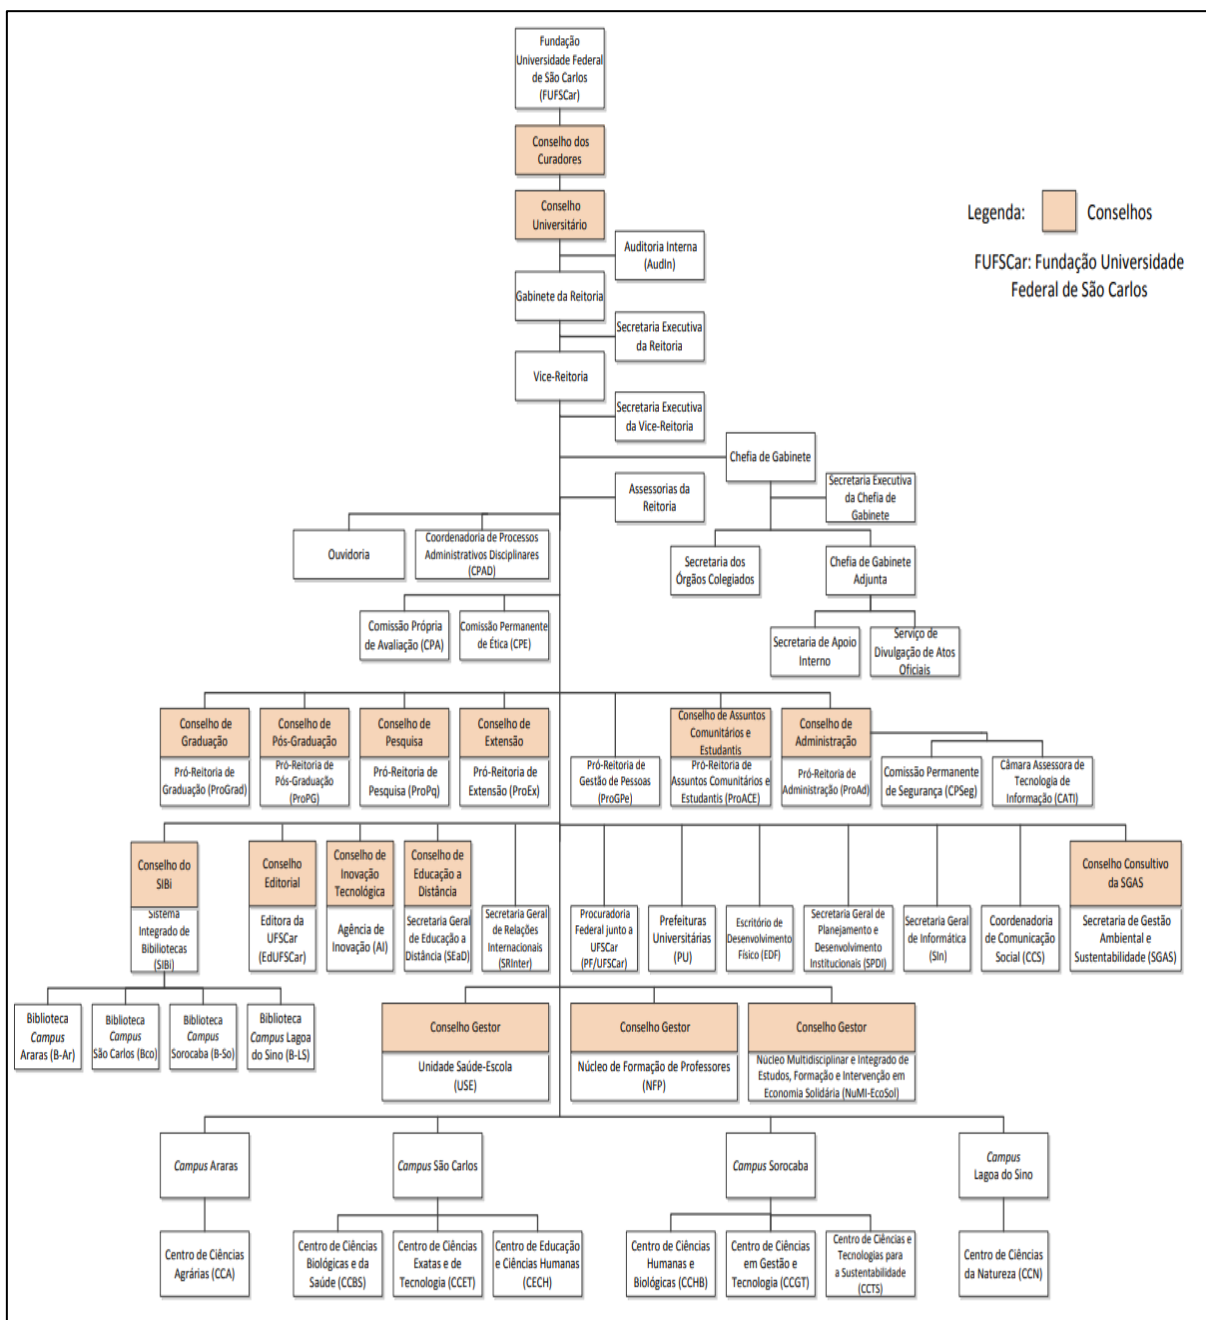 Fundação
Universidade Federal
de São Carlos
(FUFSCar)
Conselho dos
Curadores
Conselho
Universitário
Legenda:
Conselhos
FUFSCar: Fundação Universidade
Federal de São Carlos
Auditoria Interna
(AudIn)
Gabinete da Reitoria
Secretaria Executiva
da Reitoria
Vice-Reitoria
Secretaria Executiva
da Vice-Reitoria
Chefia de Gabinete
Assessorias da
Reitoria
Secretaria Executiva
da Chefia de
Gabinete
Ouvidoria
Coordenadoria de Processos
Administrativos Disciplinares
(CPAD)
Secretaria dos
Órgãos Colegiados
Chefia de Gabinete
Adjunta
Comissão Própria
de Avaliação (CPA)
Comissão Permanente
de Ética (CPE)
Secretaria de Apoio
Interno
Serviço de
Divulgação de Atos
Oficiais
Conselho de
Graduação
Pró-Reitoria de
Graduação (ProGrad)
Conselho de
Pós-Graduação
Pró-Reitoria de
Pós-Graduação
(ProPG)
Conselho de
Pesquisa
Pró-Reitoria de
Pesquisa (ProPq)
Conselho de
Extensão
Pró-Reitoria de
Extensão (ProEx)
Pró-Reitoria de
Gestão de Pessoas
(ProGPe)
Conselho de Assuntos
Comunitários e
Estudantis
Pró-Reitoria de
Assuntos Comunitários e
Estudantis (ProACE)
Conselho de
Administração
Pró-Reitoria de
Administração (ProAd)
Comissão Permanente
de Segurança (CPSeg)
Câmara Assessora de
Tecnologia de
Informação (CATI)
Conselho do
SIBi
Sistema
Integrado de
Bibliotecas
(SIBi)
Conselho
Editorial
Editora da
UFSCar
(EdUFSCar)
Conselho de
Inovação
Tecnológica
Agência de
Inovação (AI)
Conselho de
Educação a
Distância
Secretaria Geral
de Educação a
Distância (SEaD)
Secretaria Geral
de Relações
Internacionais
(SRInter)
Procuradoria
Federal junto a
UFSCar
(PF/UFSCar)
Prefeituras
Universitárias
(PU)
Escritório de
Desenvolvimento
Físico (EDF)
Secretaria Geral de
Planejamento e
Desenvolvimento
Institucionais (SPDI)
Secretaria Geral
de Informática
(SIn)
Coordenadoria
de Comunicação
Social (CCS)
Conselho Consultivo
da SGAS
Secretaria de Gestão
Ambiental e
Sustentabilidade (SGAS)
Biblioteca
Campus
Araras (B-Ar)
Biblioteca
Campus
São Carlos (Bco)
Biblioteca
Campus
Sorocaba (B-So)
Biblioteca
Campus Lagoa
do Sino (B-LS)
Conselho Gestor
Unidade Saúde-Escola
(USE)
Conselho Gestor
Núcleo de Formação de Professores
(NFP)
Conselho Gestor
Núcleo Multidisciplinar e Integrado de
Estudos, Formação e Intervenção em
Economia Solidária (NuMI-EcoSol)
Campus Araras
Campus São Carlos
Campus Sorocaba
Campus
Lagoa do Sino
Centro de Ciências
Agrárias (CCA)
Centro de Ciências
Biológicas e da
Saúde (CCBS)
Centro de Ciências
Exatas e de
Tecnologia (CCET)
Centro de Educação
e Ciências Humanas
(CECH)
Centro de Ciências
Humanas e
Biológicas (CCHB)
Centro de Ciências
em Gestão e
Tecnologia (CCGT)
Centro de Ciências e
Tecnologias para
a Sustentabilidade
(CCTS)
Centro de Ciências
da Natureza (CCN)